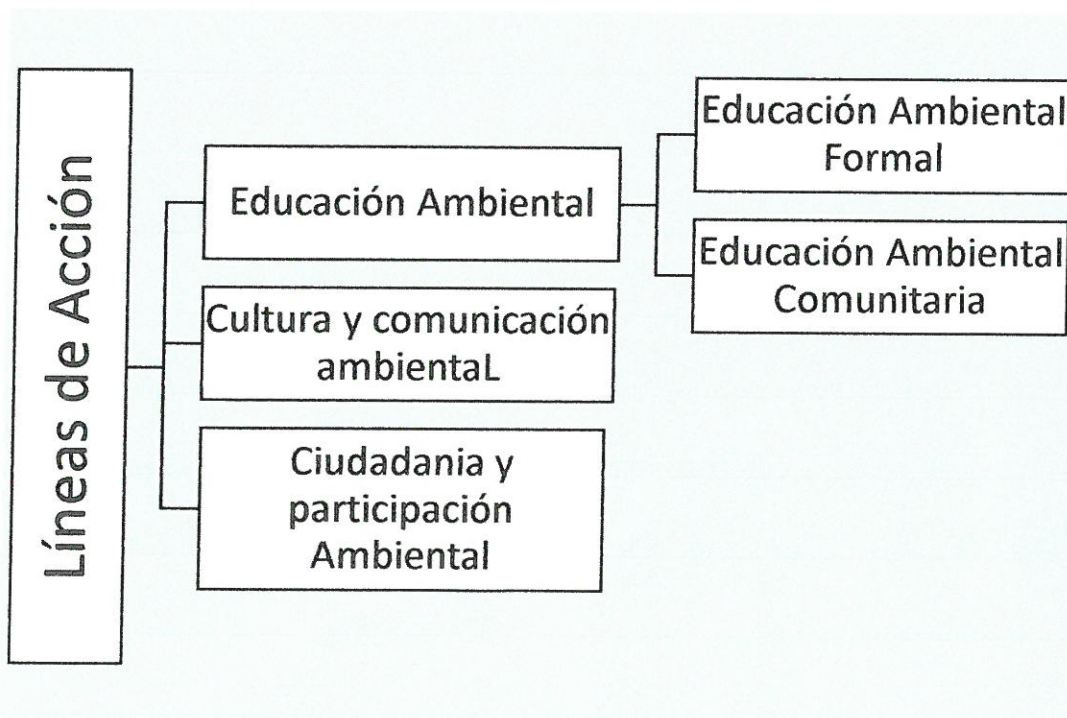 Líneas de Acción
Educación Ambiental
Educación Ambiental
Formal
Educación Ambiental
Comunitaria
Cultura y comunicación
ambientaL
Ciudadania y
participación
Ambiental